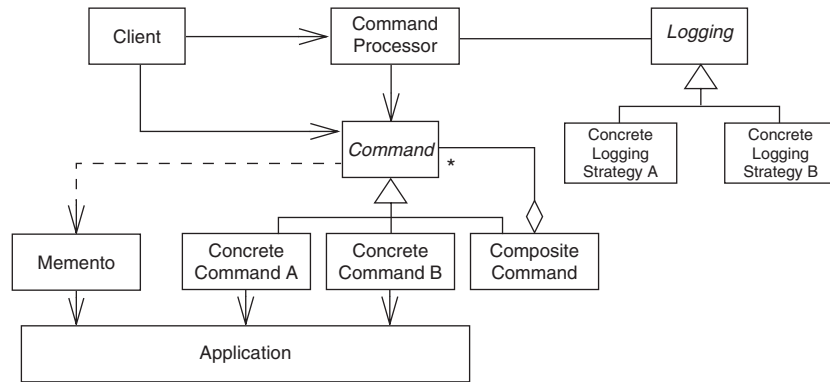 Client
Command
Processor
Logging
Concrete
Logging
Strategy A
Concrete
Logging
Strategy B
Command
*
Memento
Concrete
Command A
Concrete
Command B
Composite
Command
Application